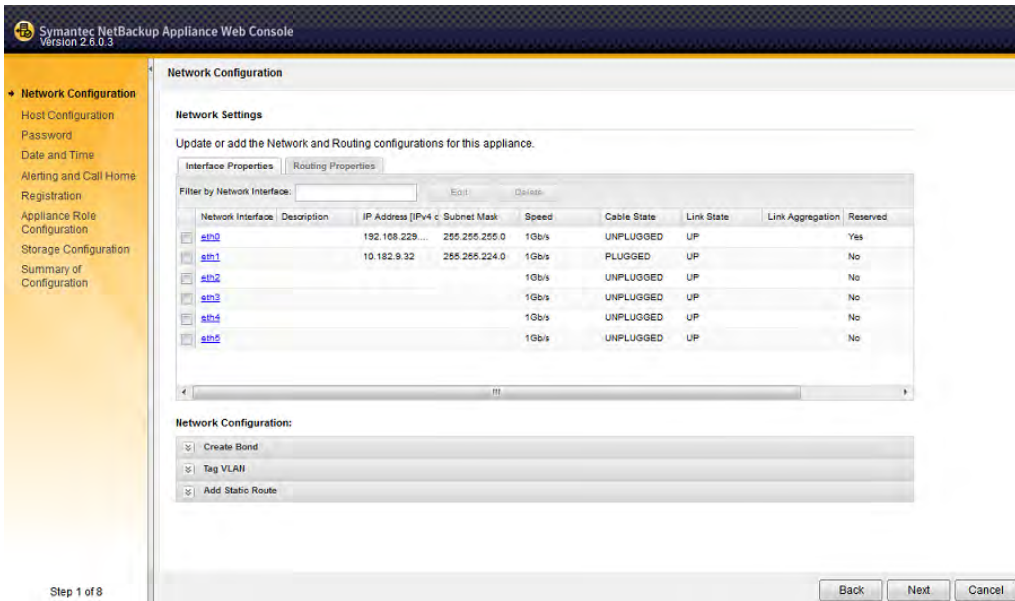 Symantec NetBackup Appliance Web Console
Version 2.6.0.3
Network Configuration
Host Configuration
Password
Date and Time
Alerting and Call Home
Registration
Appliance Role
Configuration
Storage Configuration
Summary of
Configuration
Step 1 of 8
Network Configuration
Network Settings
Update or add the Network and Routing configurations for this appliance.
Interface Properties Routing Properties
Filter by Network Interface: Edit Delete
Network Interface Description IP Address [IPv4 c Subnet Mask Speed Cable State Link State Link Aggregation Reserved
eth0 192.168.229.... 255.255.255.0 1Gb/s UNPLUGGED UP Yes
eth1 10.182.9.32 255.255.224.0 1Gb/s PLUGGED UP No
eth2 1Gb/s UNPLUGGED UP No
eth3 1Gb/s UNPLUGGED UP No
eth4 1Gb/s UNPLUGGED UP No
eth5 1Gb/s UNPLUGGED UP No
Network Configuration:
Create Bond
Tag VLAN
Add Static Route
Back Next Cancel